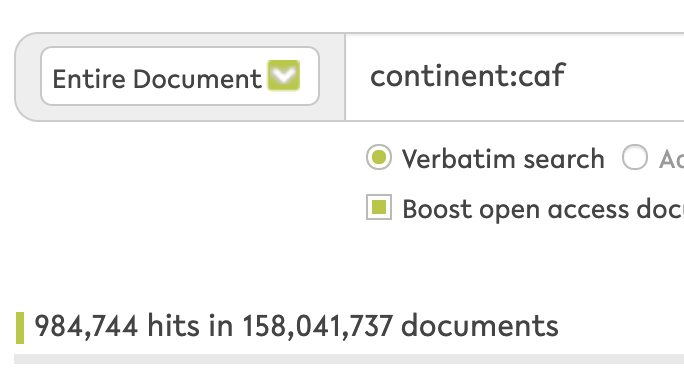 Entire Document
continent:caf
Verbatim search
Boost open access
984,744 hits in 158,041,737 documents